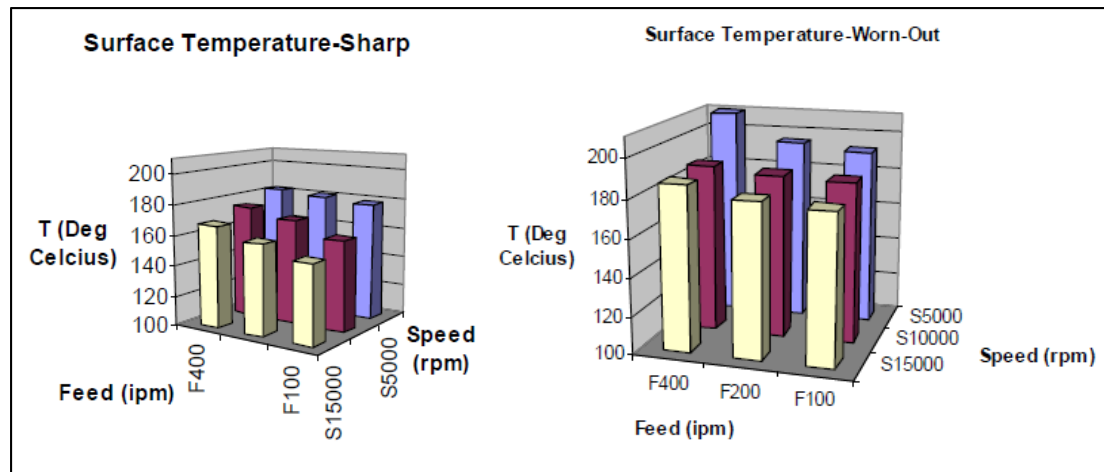 Surface Temperature-Sharp
200
180
160
140
120
100
T (Deg
Celcius)
F400
F100
Feed (ipm)
S15000
S5000
Speed
(rpm)
Surface Temperature-Worn-Out
200
180
160
140
120
100
T (Deg
Celcius)
F400
F200
F100
Feed (ipm)
S5000
S10000
S15000
Speed (rpm)